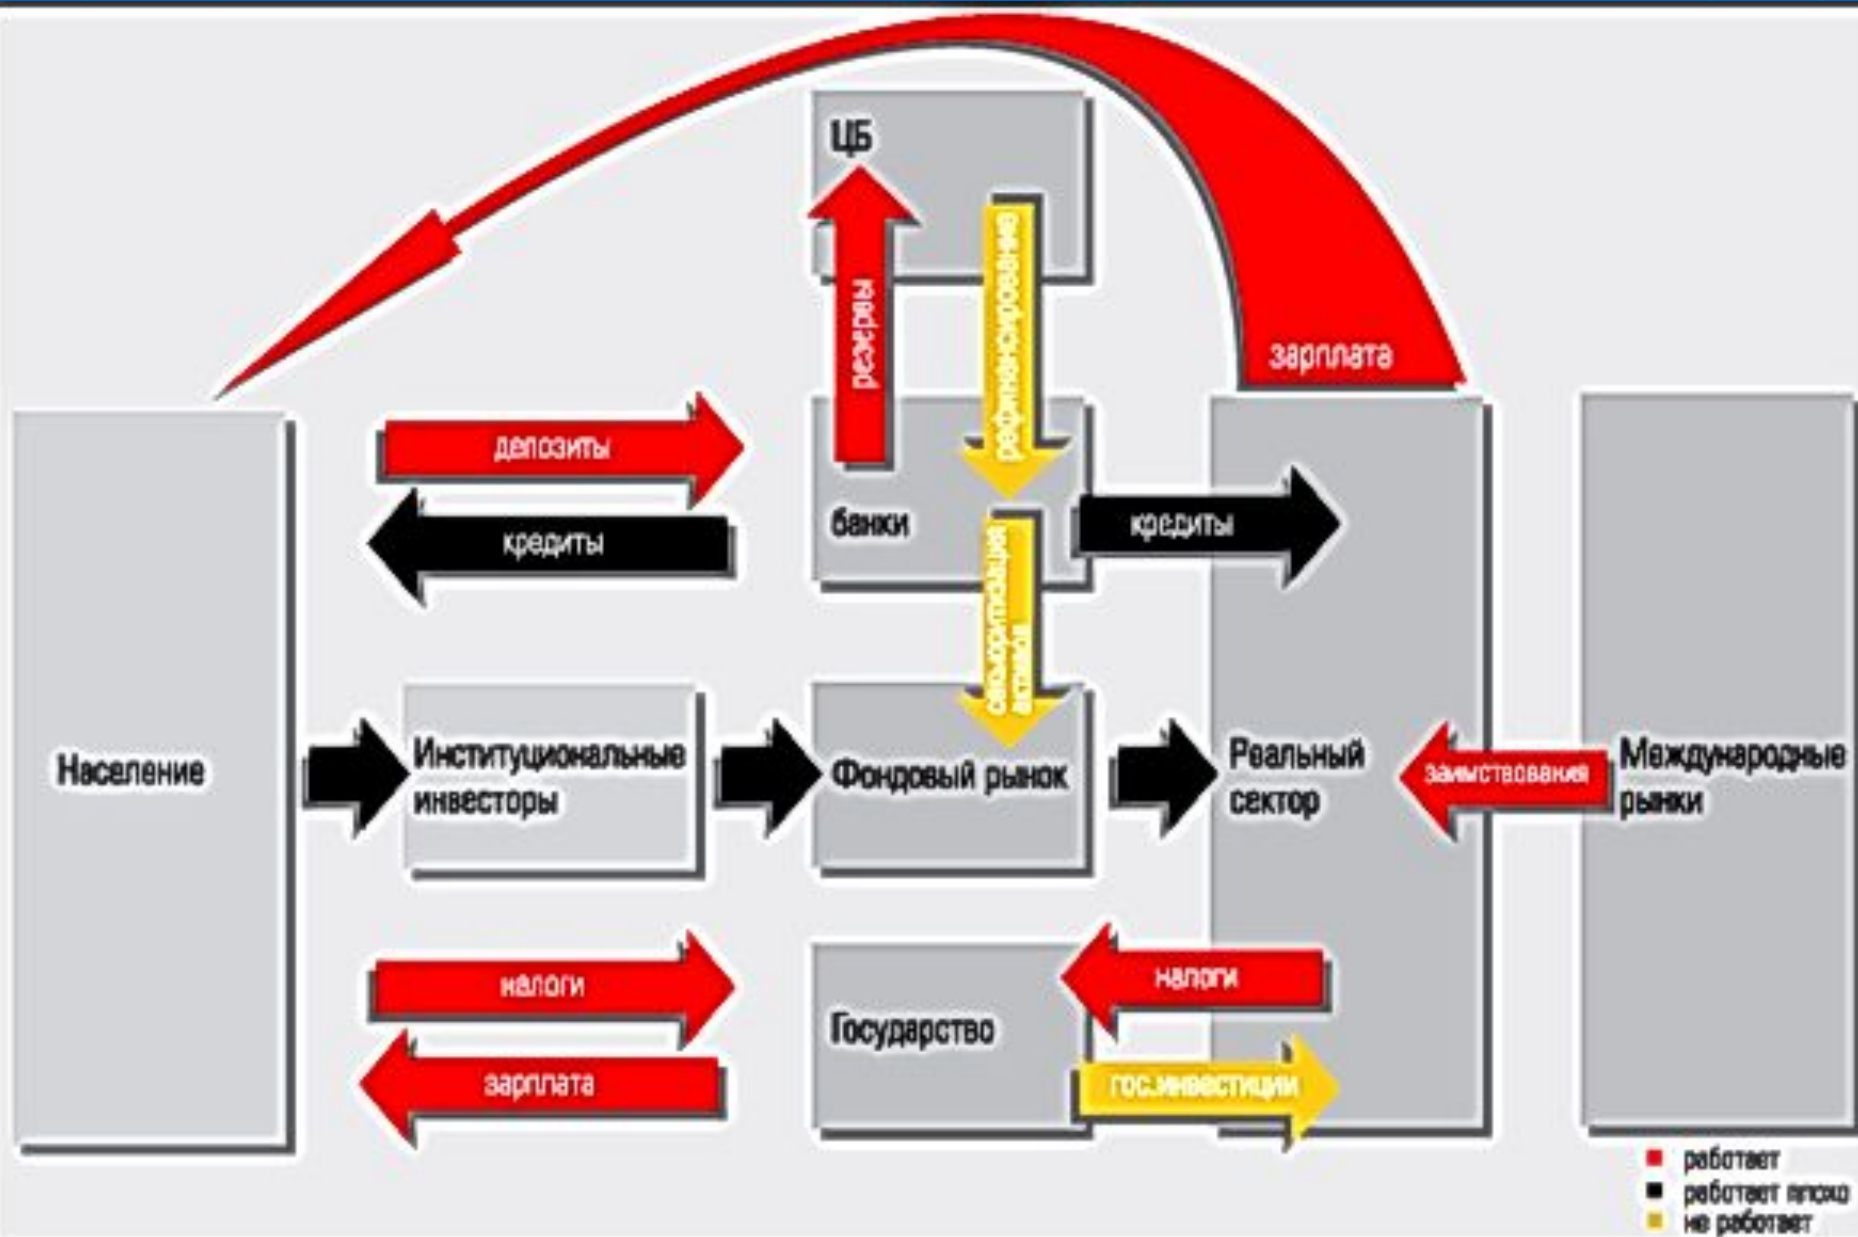 ЦБ
резервы
рефинансирование
зарплата
депозиты
кредиты
банки
кредиты
секьюритизация
активов
Население
Институциональные
инвесторы
Фондовый рынок
Реальный
сектор
заимствования
Международные
рынки
налоги
зарплата
Государство
налоги
гос.инвестиции
работает
работает плохо
не работает